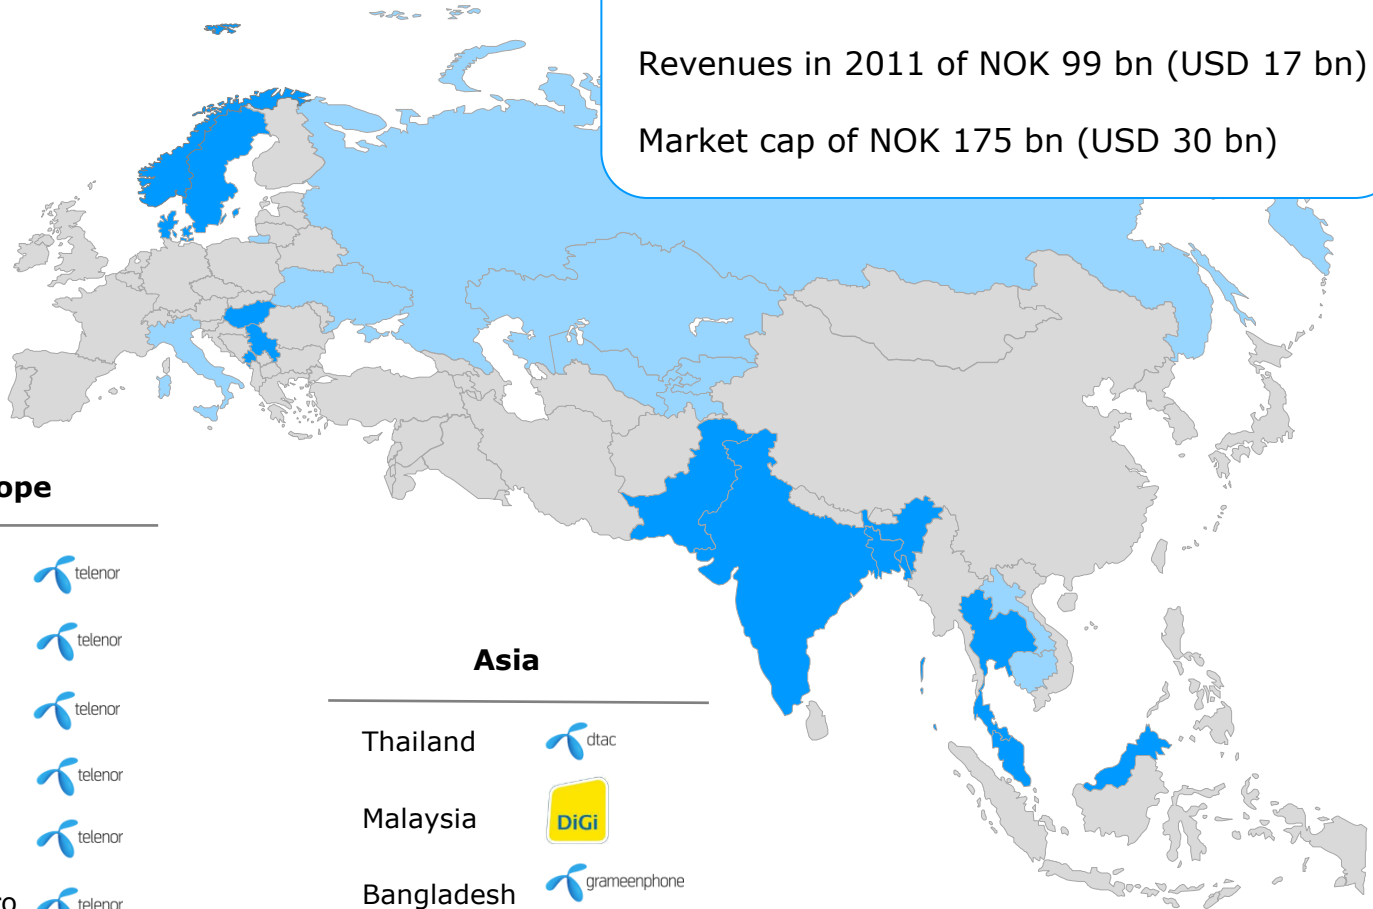 Revenues in 2011 of NOK 99 bn (USD 17 bn)
Market cap of NOK 175 bn (USD 30 bn)
ope
telenor
telenor
telenor
telenor
telenor
ro telenor
Asia
Thailand dtac
Malaysia DiGi
Bangladesh grameenphone